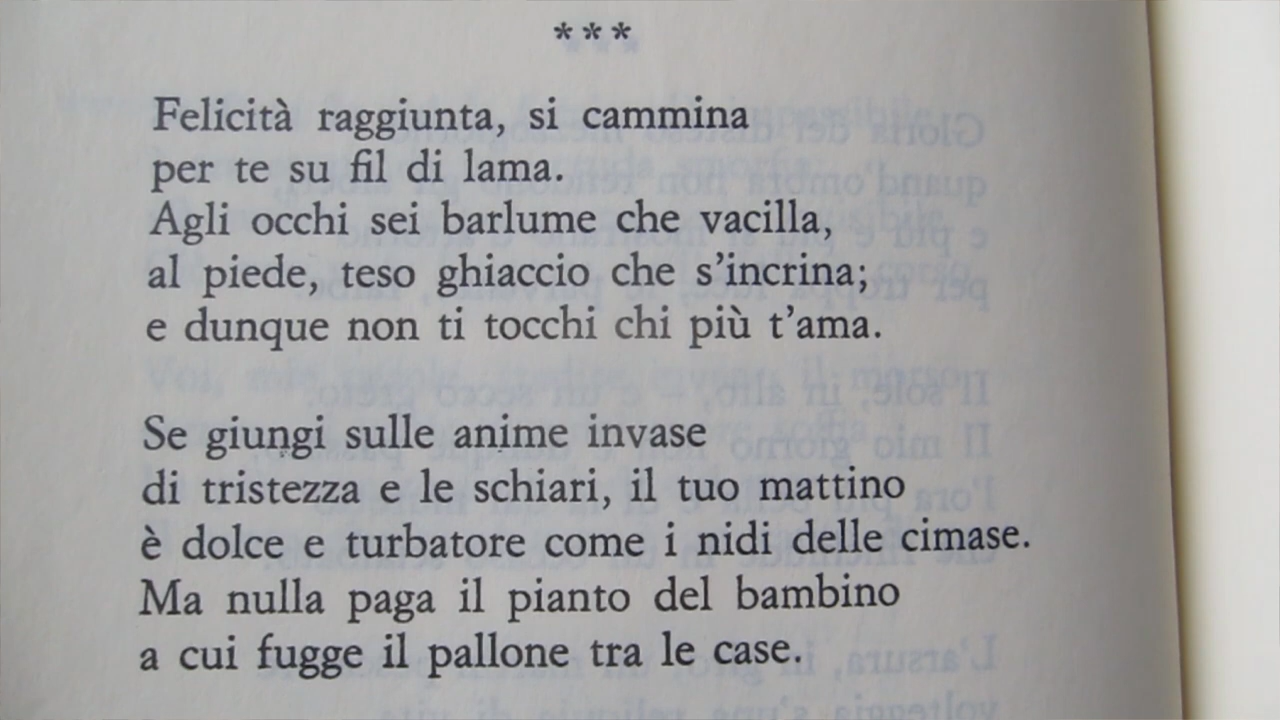 ***
Felicità raggiunta, si cammina
per te su fil di lama.
Agli occhi sei barlume che vacilla,
al piede, teso ghiaccio che s'incrina;
e dunque non ti tocchi chi più t'ama.
Se giungi sulle anime invase
di tristezza e le schiari, il tuo mattino
è dolce e turbatore come i nidi delle cimase.
Ma nulla paga il pianto del bambino
a cui fugge il pallone tra le case.